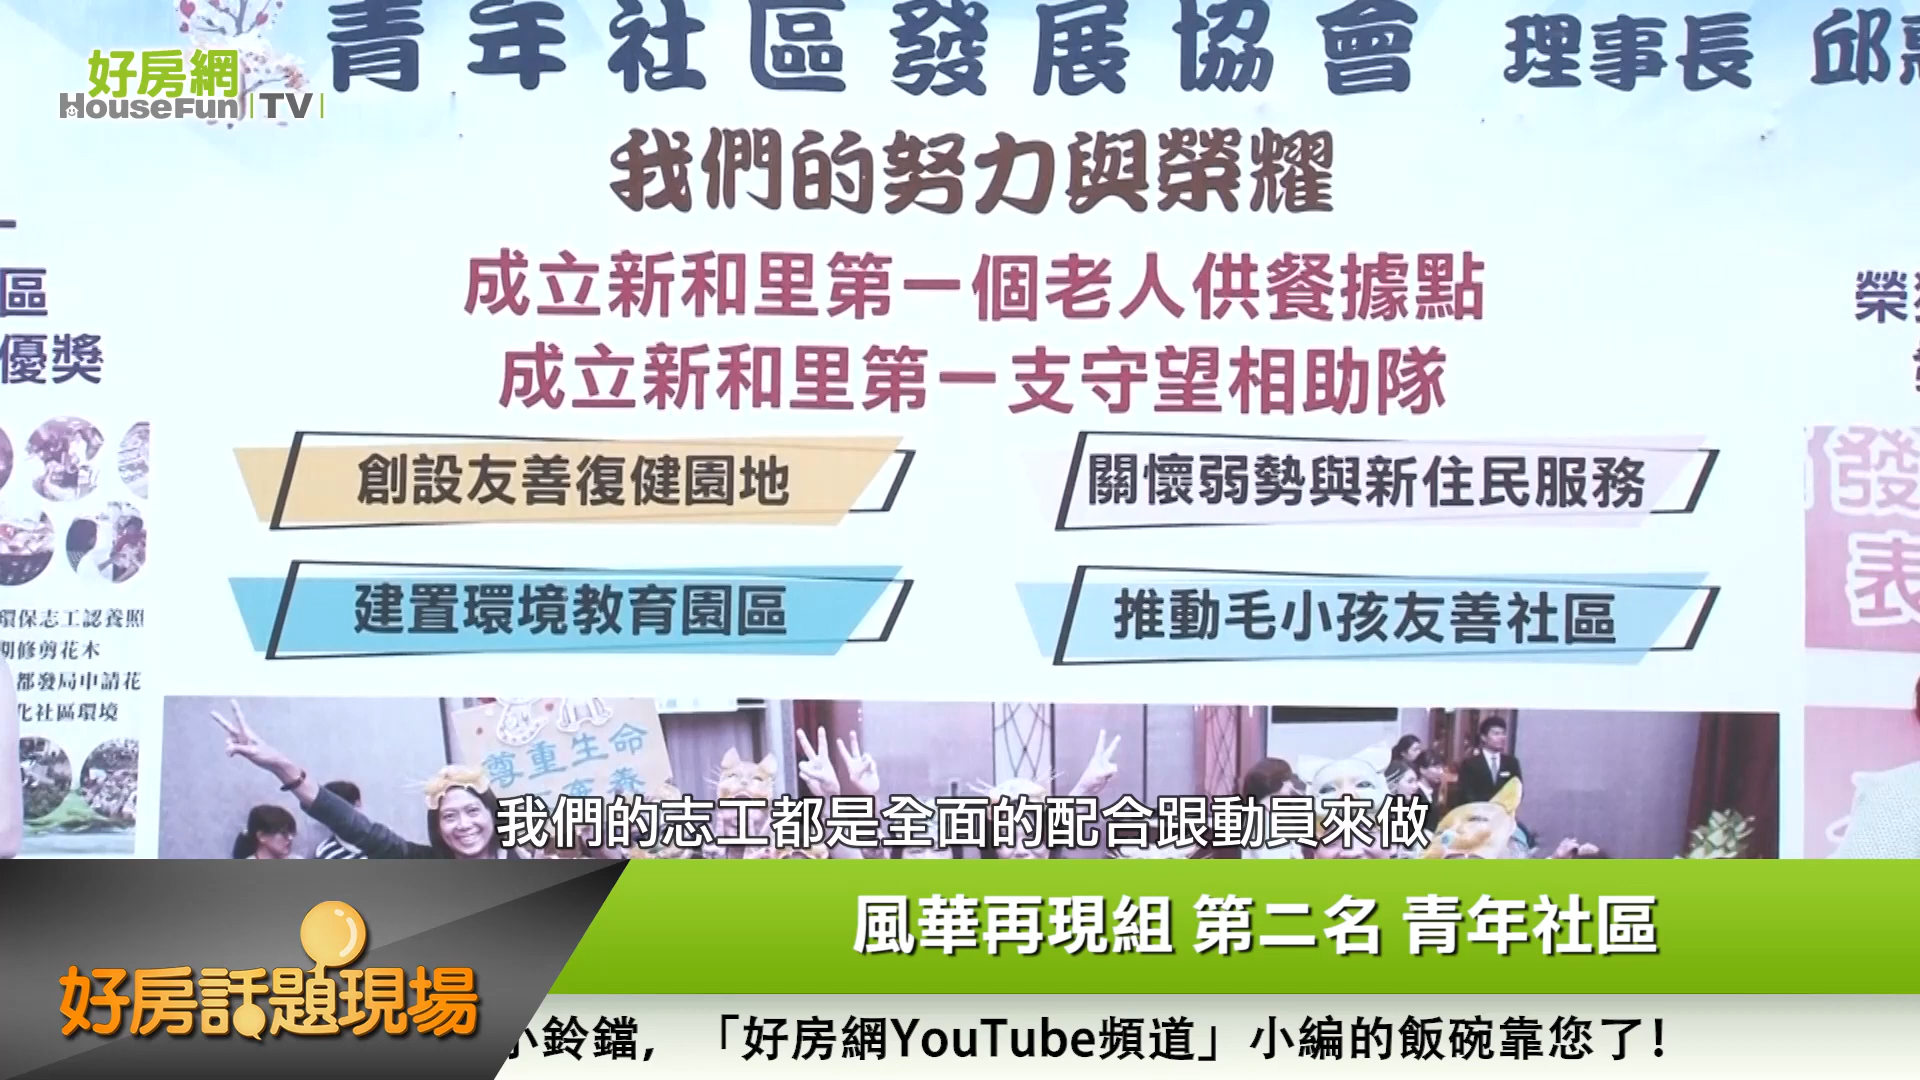 青年社區發展協會 理事長 邱
好房網
HouseFun TV
我們的努力與榮耀
成立新和里第一個老人供餐據點
成立新和里第一支守望相助隊
區
優獎
榮
創設友善復健園地
關懷弱勢與新住民服務
建置環境教育園區
推動毛小孩友善社區
發
表
環保志工認養照
期修剪花木
都發局申請花
化社區環境
尊重生命
我們的志工都是全面的配合跟動員來做
風華再現組 第二名 青年社區
好房話題現場
小鈴鐺，「好房網YouTube頻道」小編的飯碗靠您了!